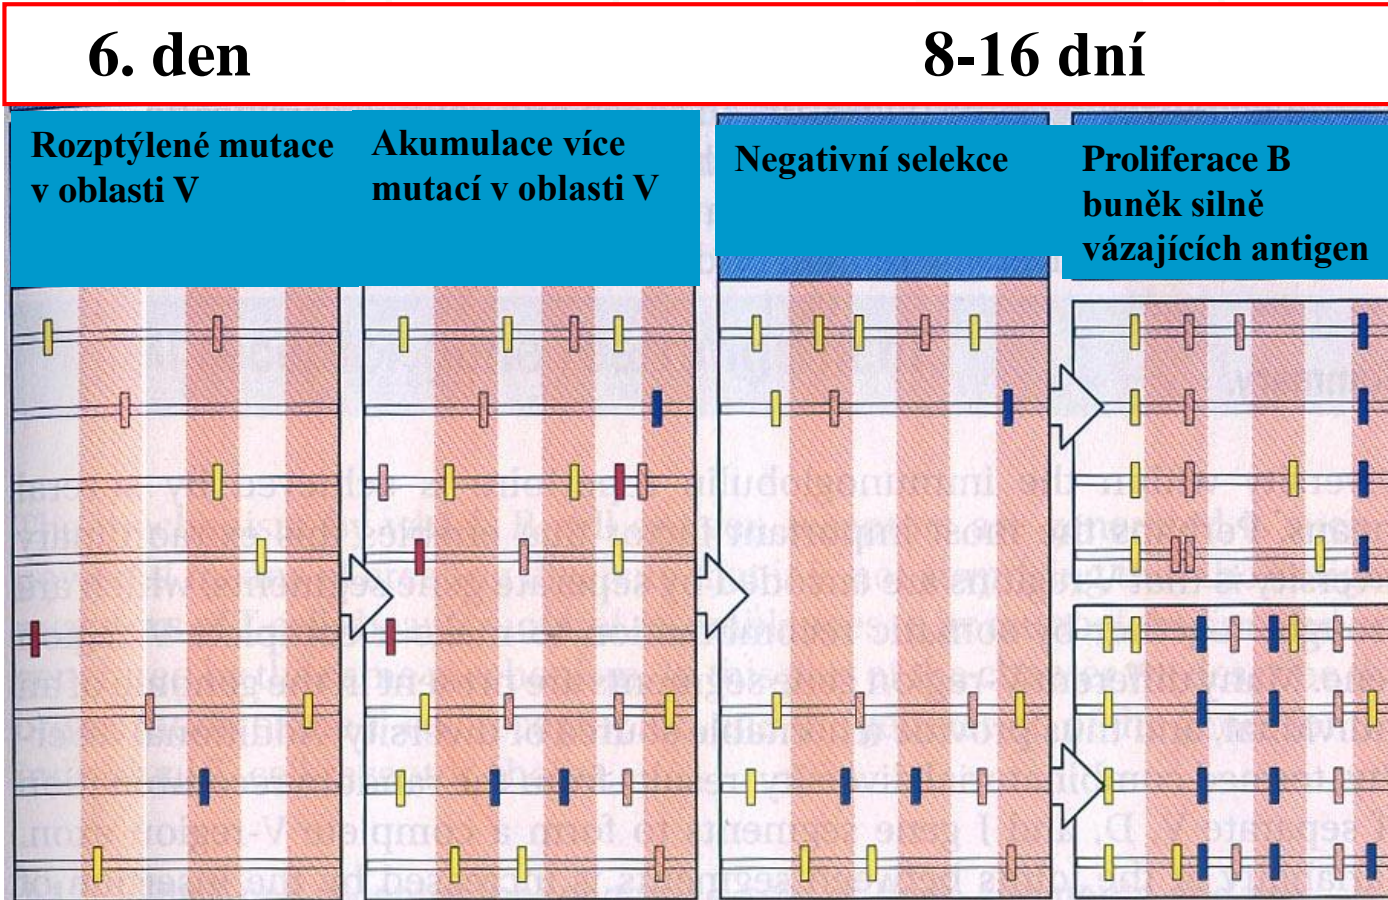 6. den
8-16 dní
Rozptýlené mutace
v oblasti V
Akumulace více
mutací v oblasti V
Negativní selekce
Proliferace B
buněk silně
vázajících antigen